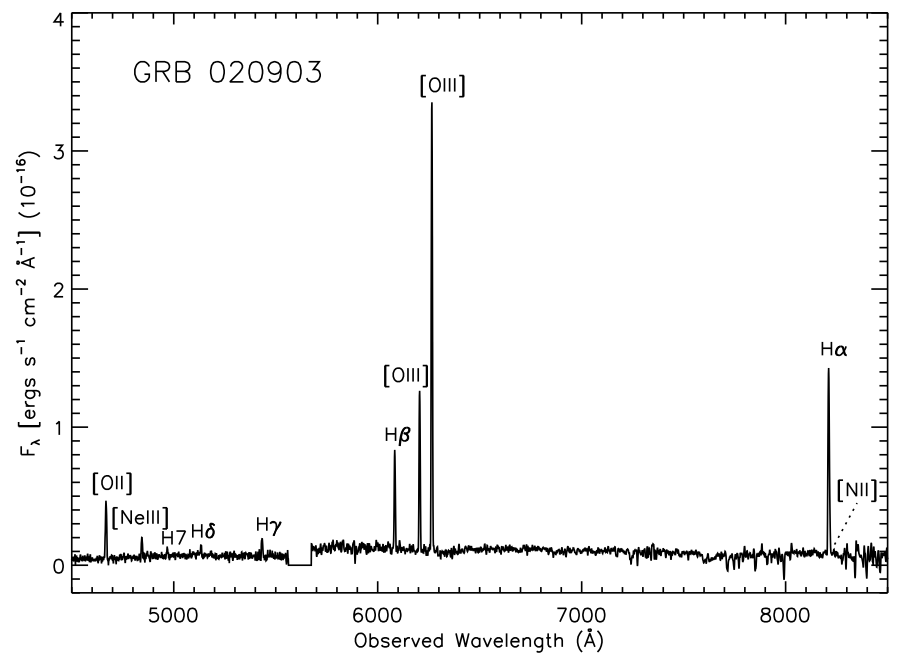 GRB 020903
[OIII]
[OIII]
Hα
Hβ
[OII]
[NII]
[NeIII]
H7
Hδ
Hγ
4
3
2
1
0
5000 6000 7000 8000
Observed Wavelength (Å)
F_λ [ergs s⁻¹ cm⁻² Å⁻¹] (10⁻¹⁶)